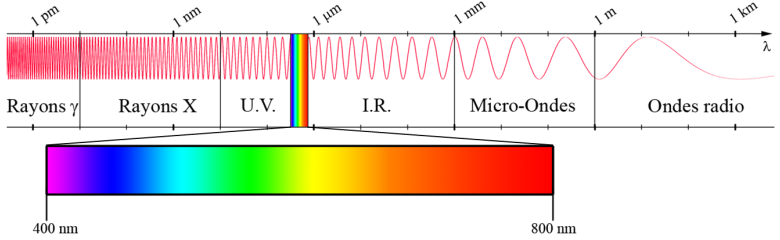 1 pm 1 nm 1 µm 1 mm 1 m 1 km
λ
Rayons γ Rayons X U.V. I.R. Micro-Ondes Ondes radio
400 nm 800 nm